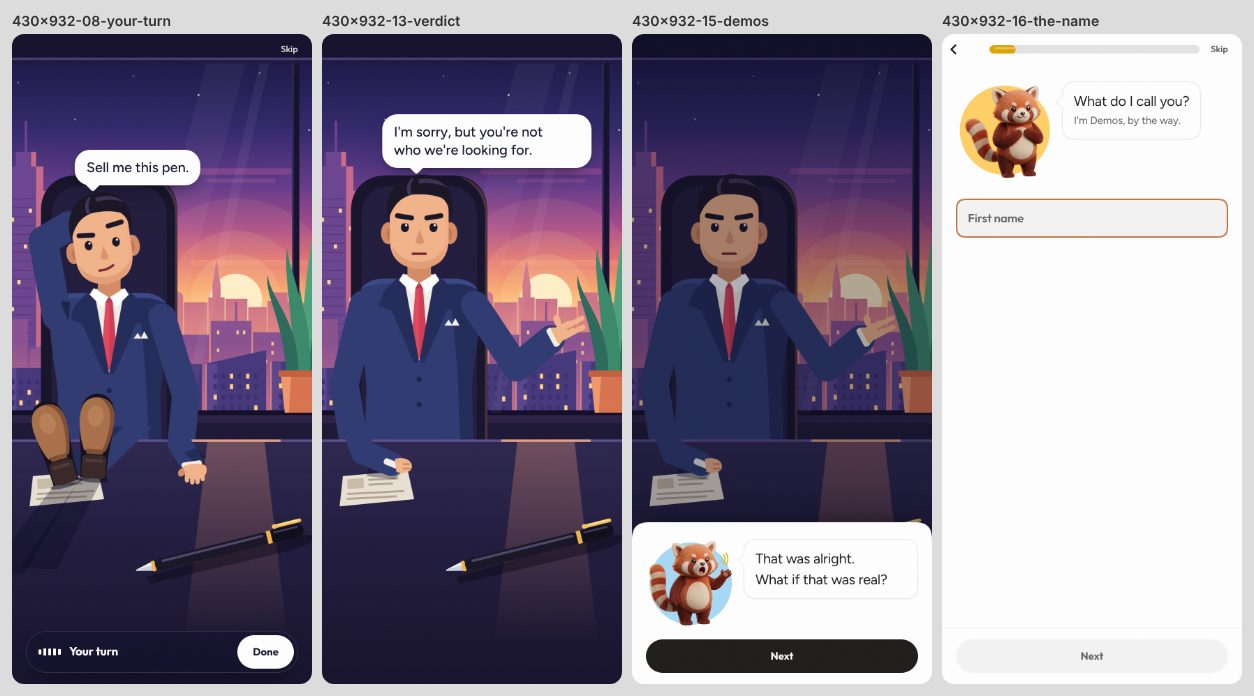 430×932-08-your-turn
Skip
Sell me this pen.
Your turn
Done
430×932-13-verdict
I'm sorry, but you're not
who we're looking for.
430×932-15-demos
That was alright.
What if that was real?
Next
430×932-16-the-name
Skip
What do I call you?
I'm Demos, by the way.
First name
Next